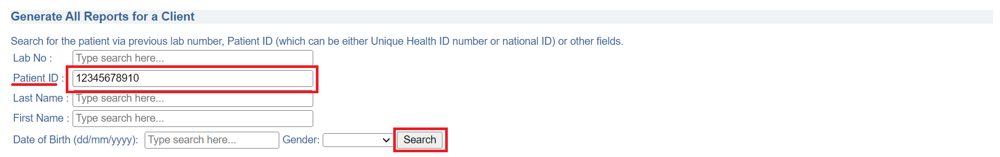 Generate All Reports for a Client
Search for the patient via previous lab number, Patient ID (which can be either Unique Health ID number or national ID) or other fields.
Lab No : Type search here...
Patient ID : 12345678910
Last Name : Type search here...
First Name : Type search here...
Date of Birth (dd/mm/yyyy): Type search here... Gender: Search